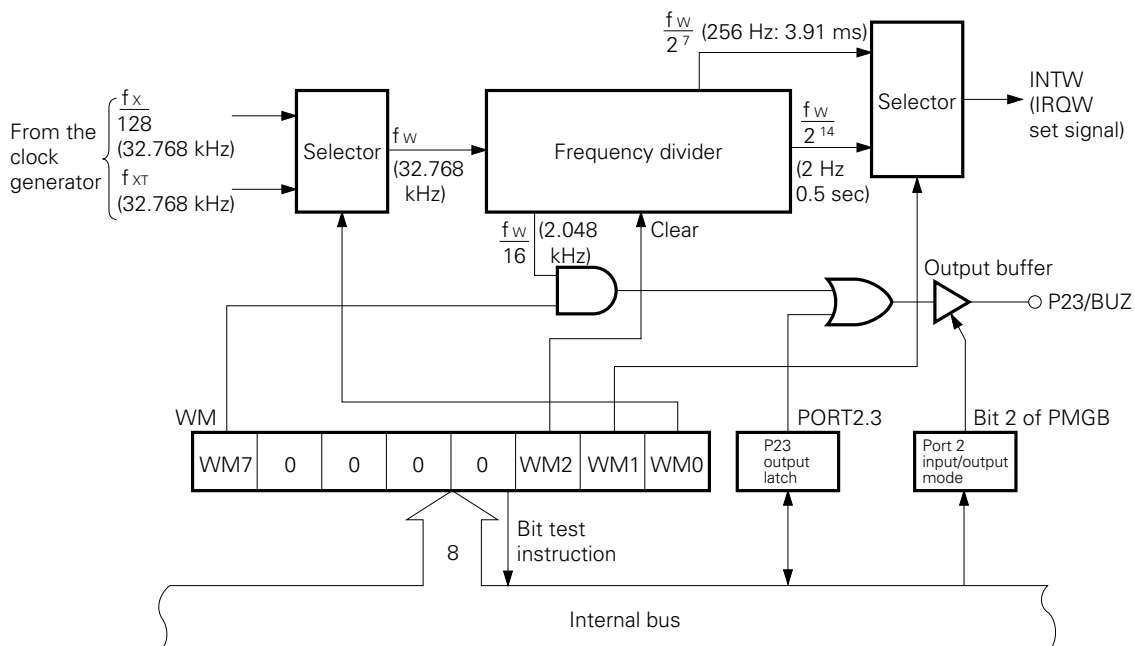 fW
2 7
(256 Hz: 3.91 ms)
From the
clock
generator
fX
128
(32.768 kHz)
fXT
(32.768 kHz)
Selector
fW
(32.768
kHz)
Frequency divider
fW
2 14
(2 Hz
0.5 sec)
Selector
INTW
(IRQW
set signal)
fW
16
(2.048
kHz)
Clear
Output buffer
P23/BUZ
WM
WM7 0 0 0 0 WM2 WM1 WM0
PORT2.3
P23
output
latch
Bit 2 of PMGB
Port 2
input/output
mode
8
Bit test
instruction
Internal bus